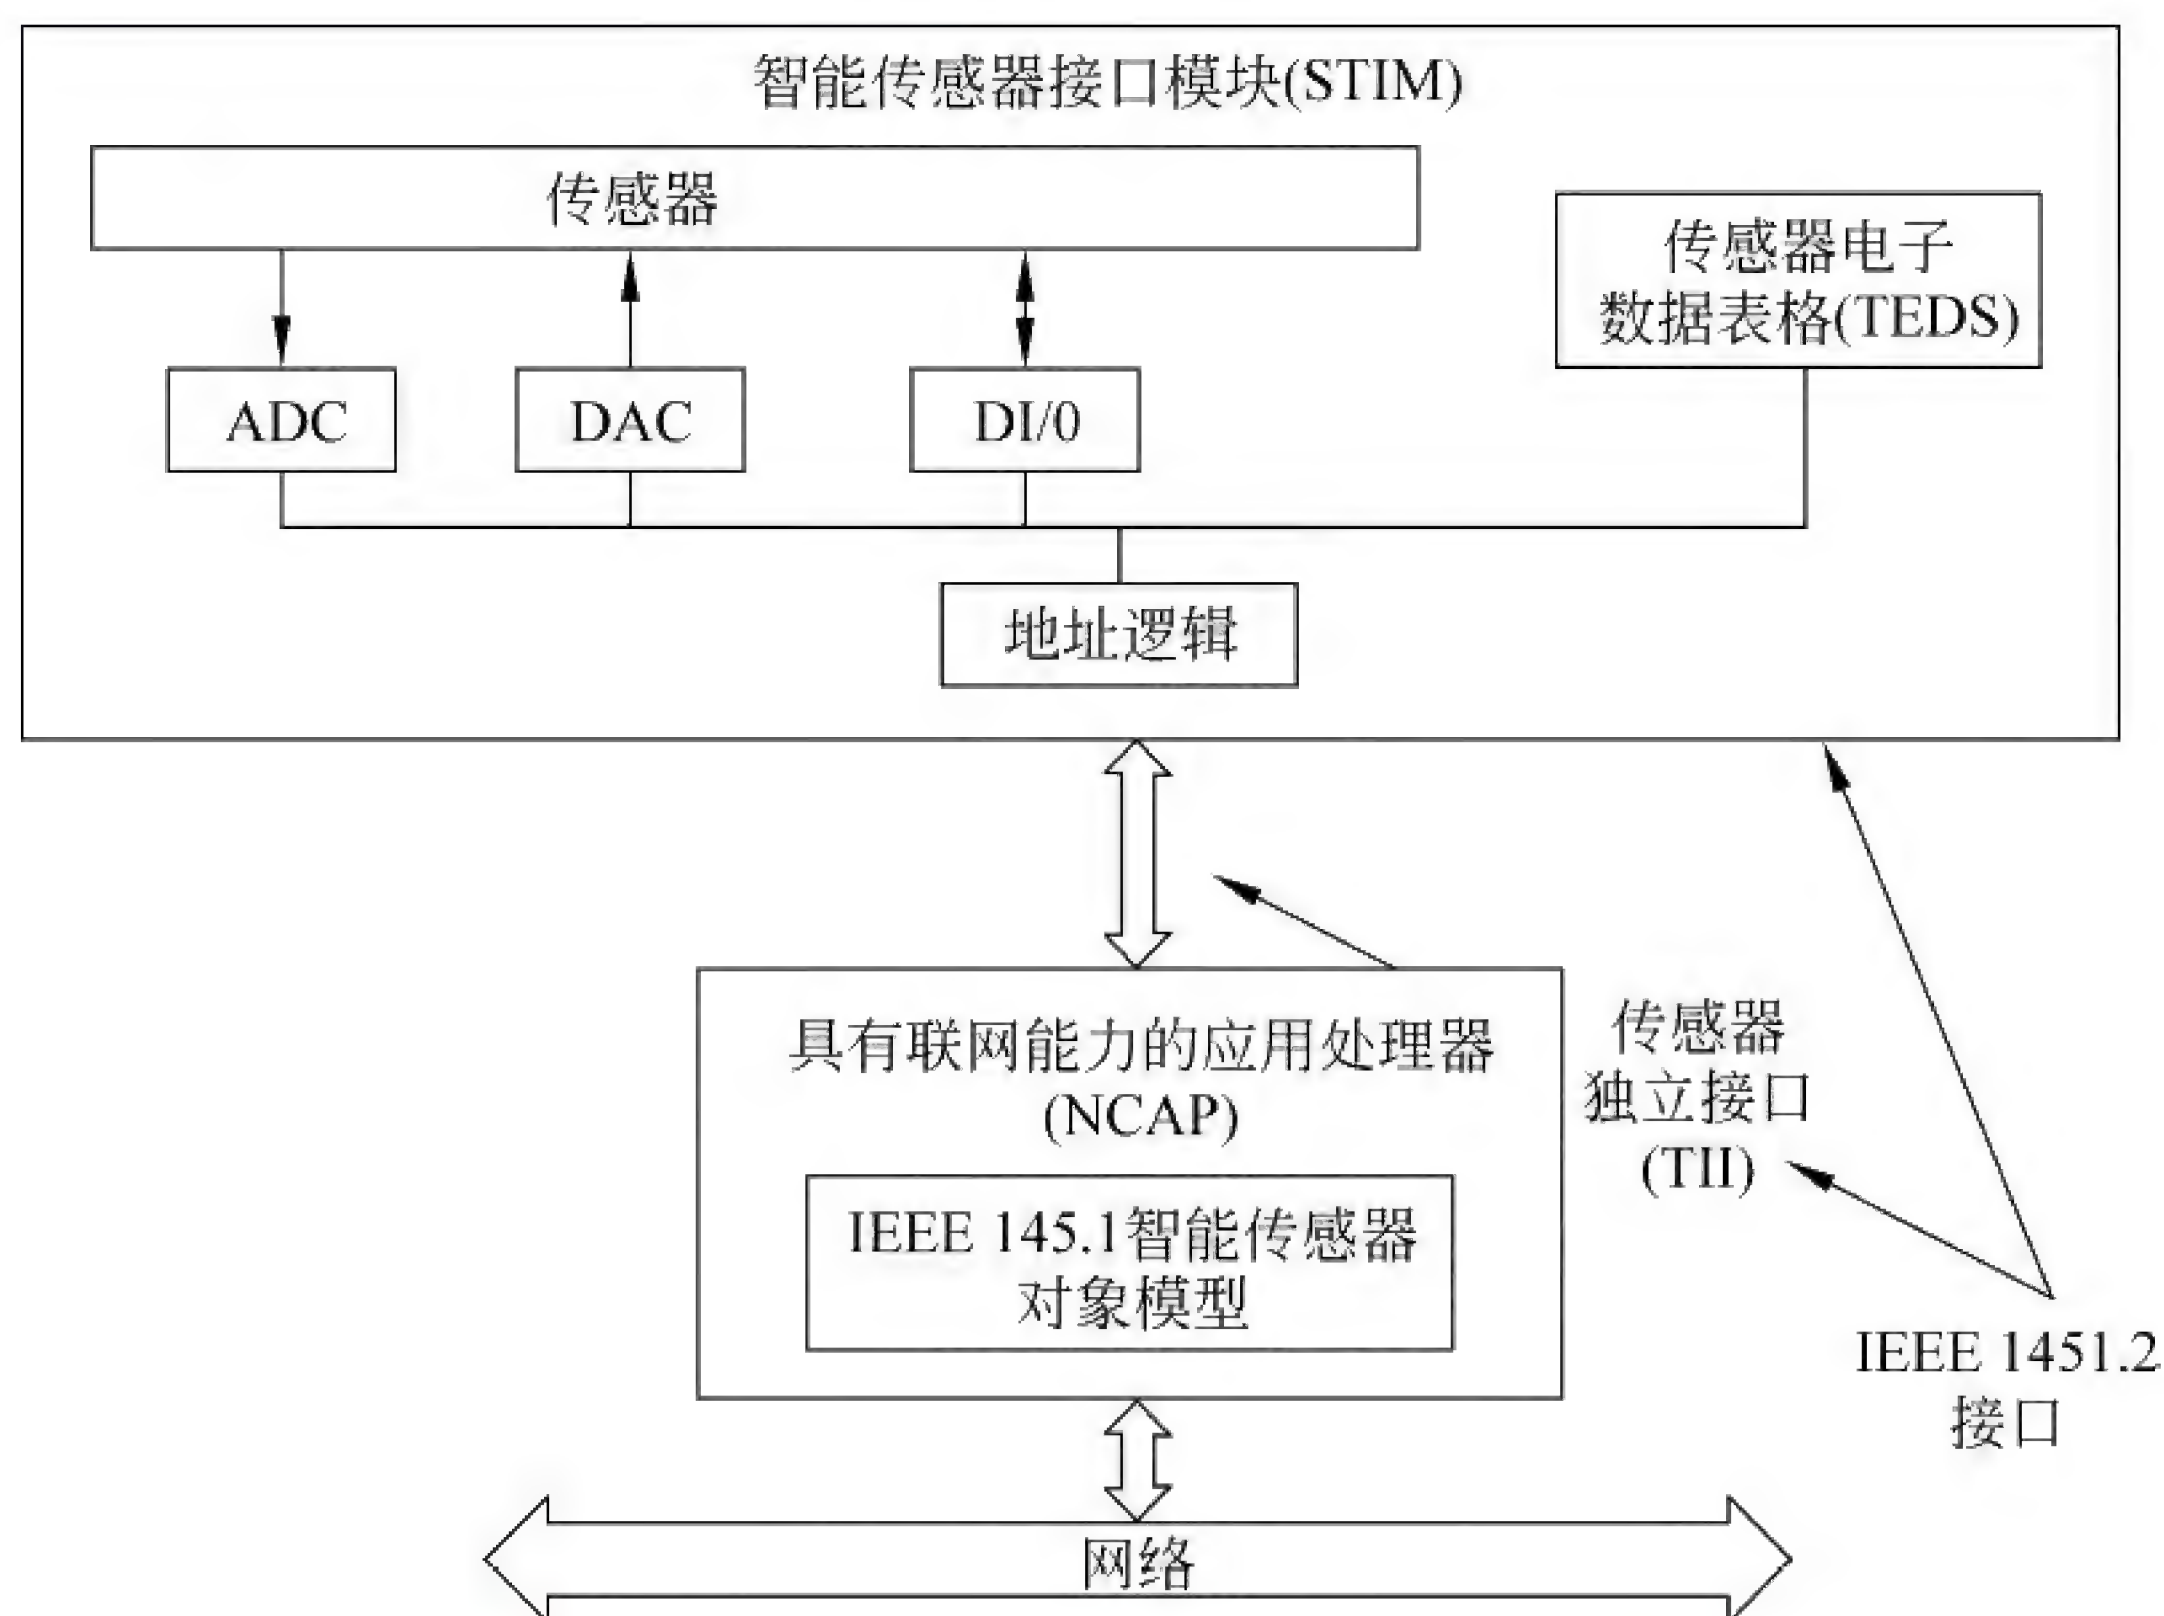 智能传感器接口模块(STIM)
传感器
传感器电子
数据表格(TEDS)
ADC
DAC
DI/0
地址逻辑
具有联网能力的应用处理器
(NCAP)
IEEE 145.1智能传感器
对象模型
传感器
独立接口
(TII)
IEEE 1451.2
接口
网络